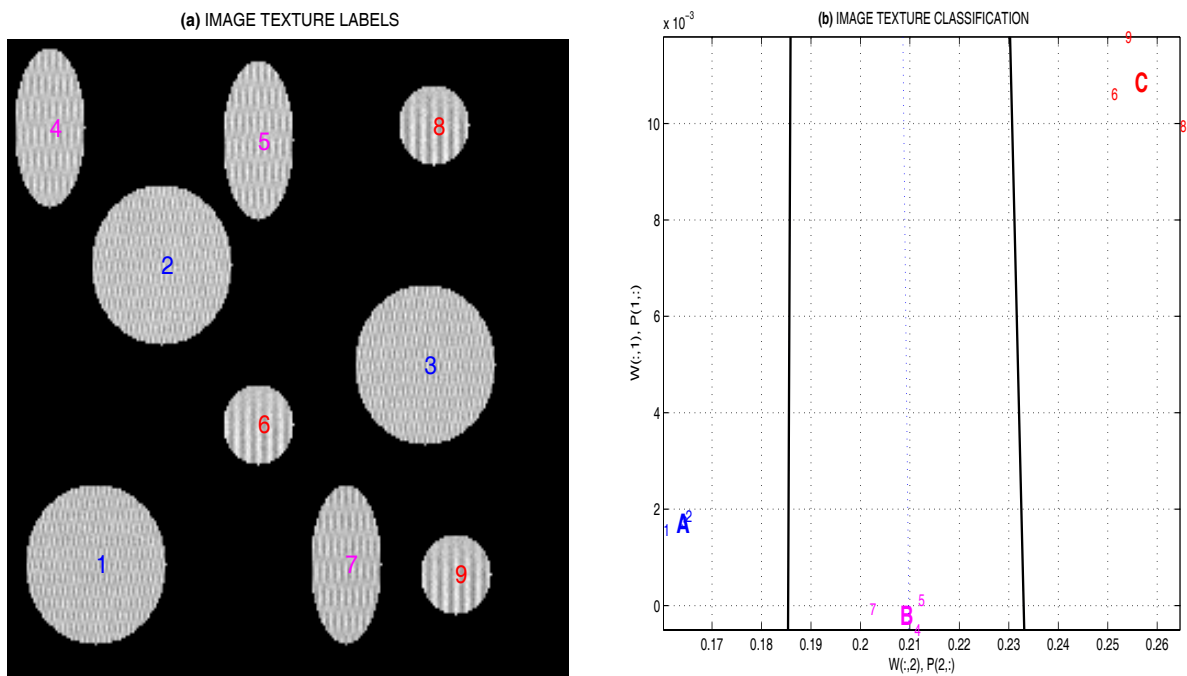 (a) IMAGE TEXTURE LABELS
4
5
8
2
3
6
1
7
9
(b) IMAGE TEXTURE CLASSIFICATION
x 10⁻³
9
C
6
8
10
8
6
4
2
0
W(:,1), P(1,:)
1
A
2
7
B
5
4
0.17 0.18 0.19 0.2 0.21 0.22 0.23 0.24 0.25 0.26
W(:,2), P(2,:)